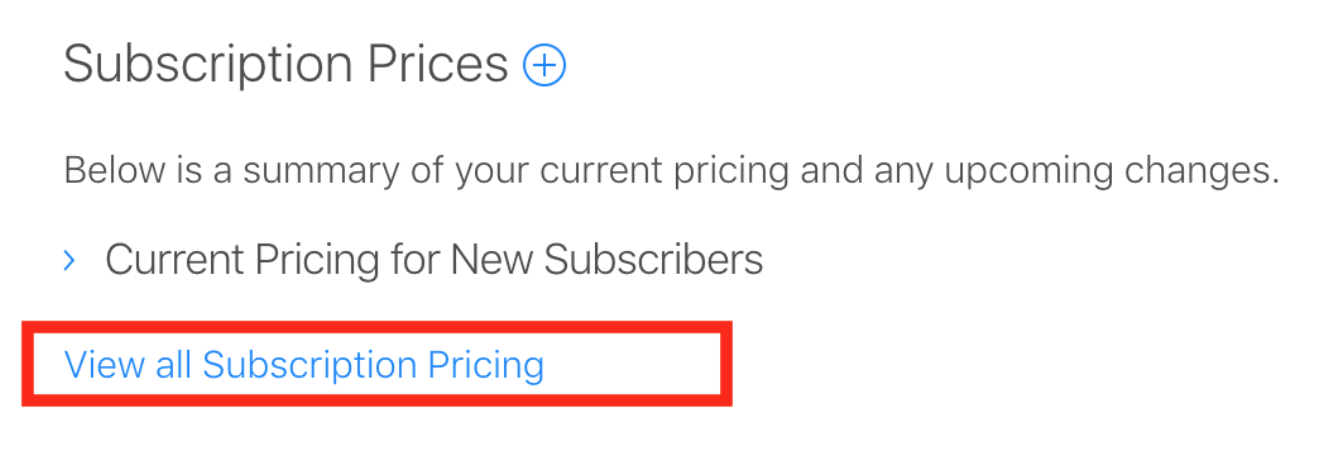 Subscription Prices
Below is a summary of your current pricing and any upcoming changes.
Current Pricing for New Subscribers
View all Subscription Pricing